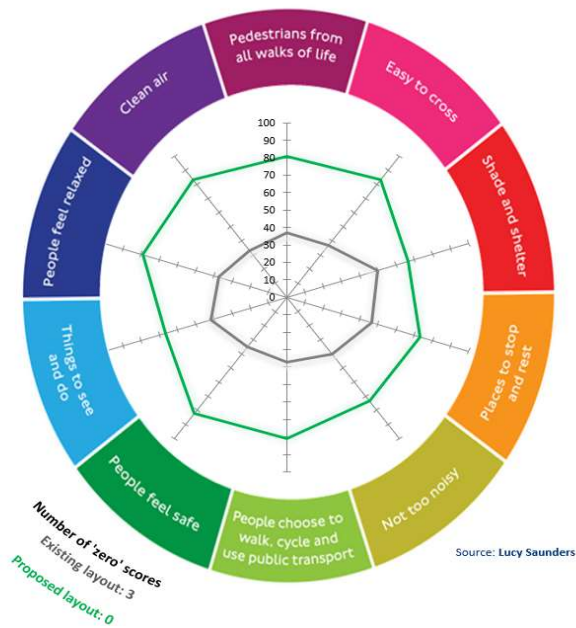 Pedestrians from
all walks of life
Easy to cross
Shade and shelter
Places to stop
and rest
Not too noisy
People choose to
walk, cycle and
use public transport
People feel safe
Things to see
and do
People feel relaxed
Clean air
100
90
80
70
60
50
40
30
20
10
0
Number of 'zero' scores
Existing layout: 3
Proposed layout: 0
Source: Lucy Saunders